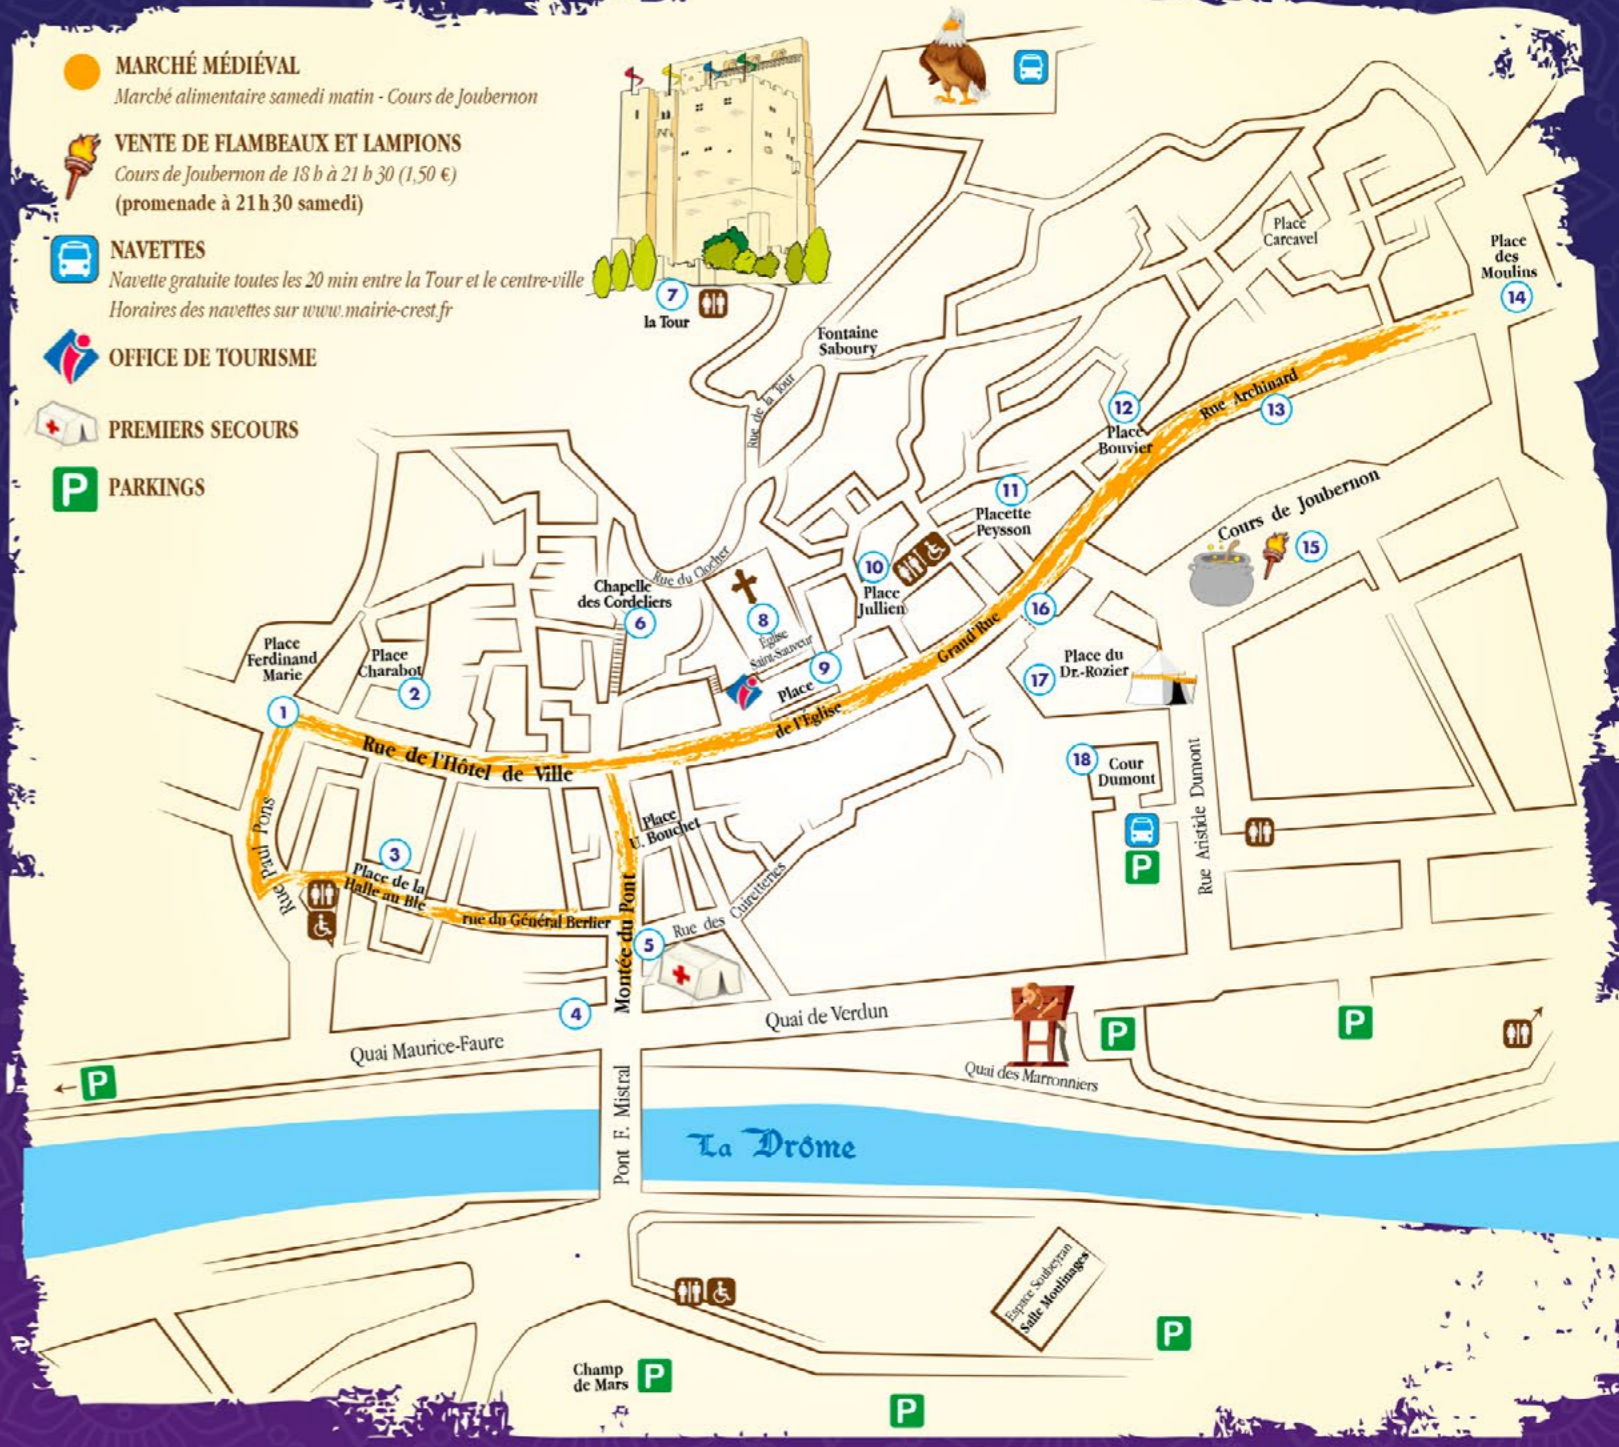 MARCHÉ MÉDIÉVAL
Marché alimentaire samedi matin - Cours de Joubernon
VENTE DE FLAMBEAUX ET LAMPIONS
Cours de Joubernon de 18 h à 21 h 30 (1,50 €)
(promenade à 21 h 30 samedi)
NAVETTES
Navette gratuite toutes les 20 min entre la Tour et le centre-ville
Horaires des navettes sur www.mairie-crest.fr
OFFICE DE TOURISME
PREMIERS SECOURS
P PARKINGS
7
la Tour
Fontaine
Saboury
Rue de la Tour
Place
Carcavel
Place
des
Moulins
14
12
Place
Bouvier
Rue Archinard
13
11
Placette
Peysson
Cours de Joubernon
15
10
Place
Jullien
Rue du Clocher
Chapelle
des Cordeliers
6
8
Église
Saint-Sauveur
9
Place
de l'Église
Grand'Rue
16
17
Place du
Dr.-Rozier
18
Cour
Dumont
P
Rue Aristide Dumont
Place
Ferdinand
Marie
1
Place
Charabot
2
Rue de l'Hôtel de Ville
Rue Paul Pons
3
Place de la
Halle au Blé
rue du Général Berlier
Place
U. Bouchet
Montée du Pont
5
Rue des Cuiretteries
4
Quai Maurice-Faure
Quai de Verdun
Quai des Marronniers
P
P
P
Pont F. Mistral
La Drôme
Espace Soubeyran
Salle Moulinages
Champ
de Mars
P
P
P